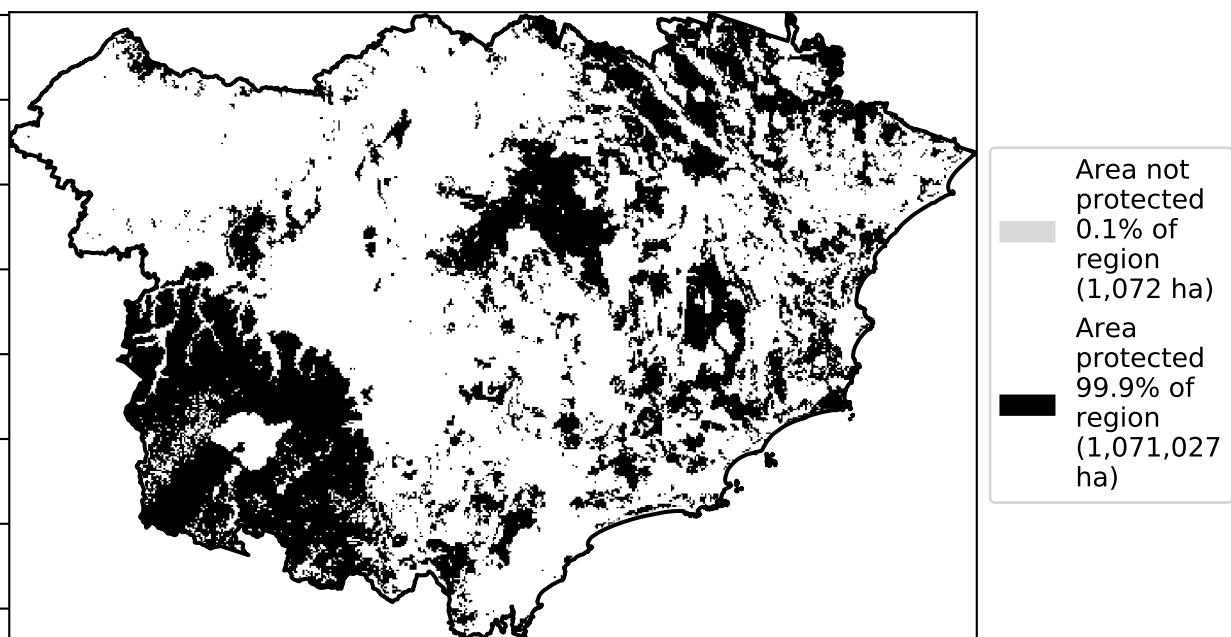 Area not
protected
0.1% of
region
(1,072 ha)
Area
protected
99.9% of
region
(1,071,027
ha)